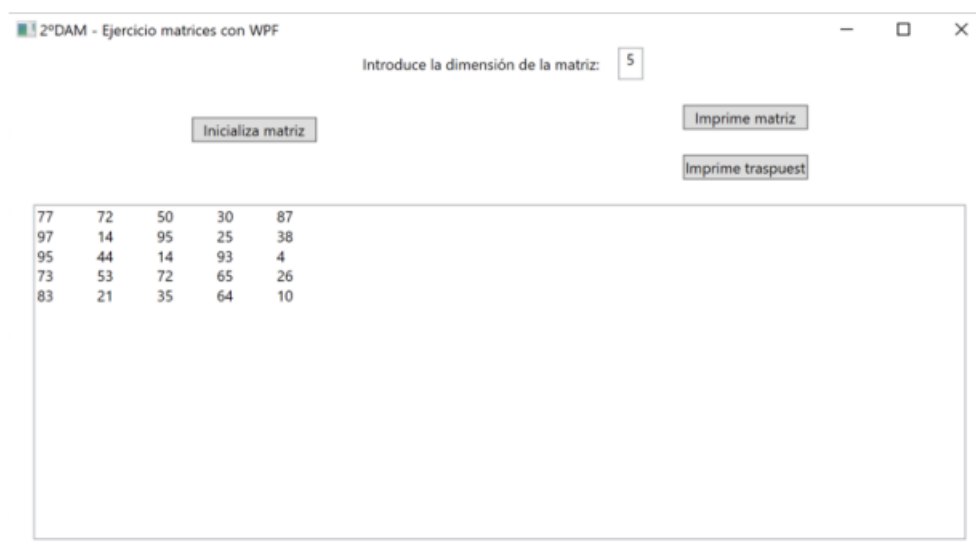 2ºDAM - Ejercicio matrices con WPF
Introduce la dimensión de la matriz: 5
Inicializa matriz
Imprime matriz
Imprime traspuest
77 72 50 30 87
97 14 95 25 38
95 44 14 93 4
73 53 72 65 26
83 21 35 64 10